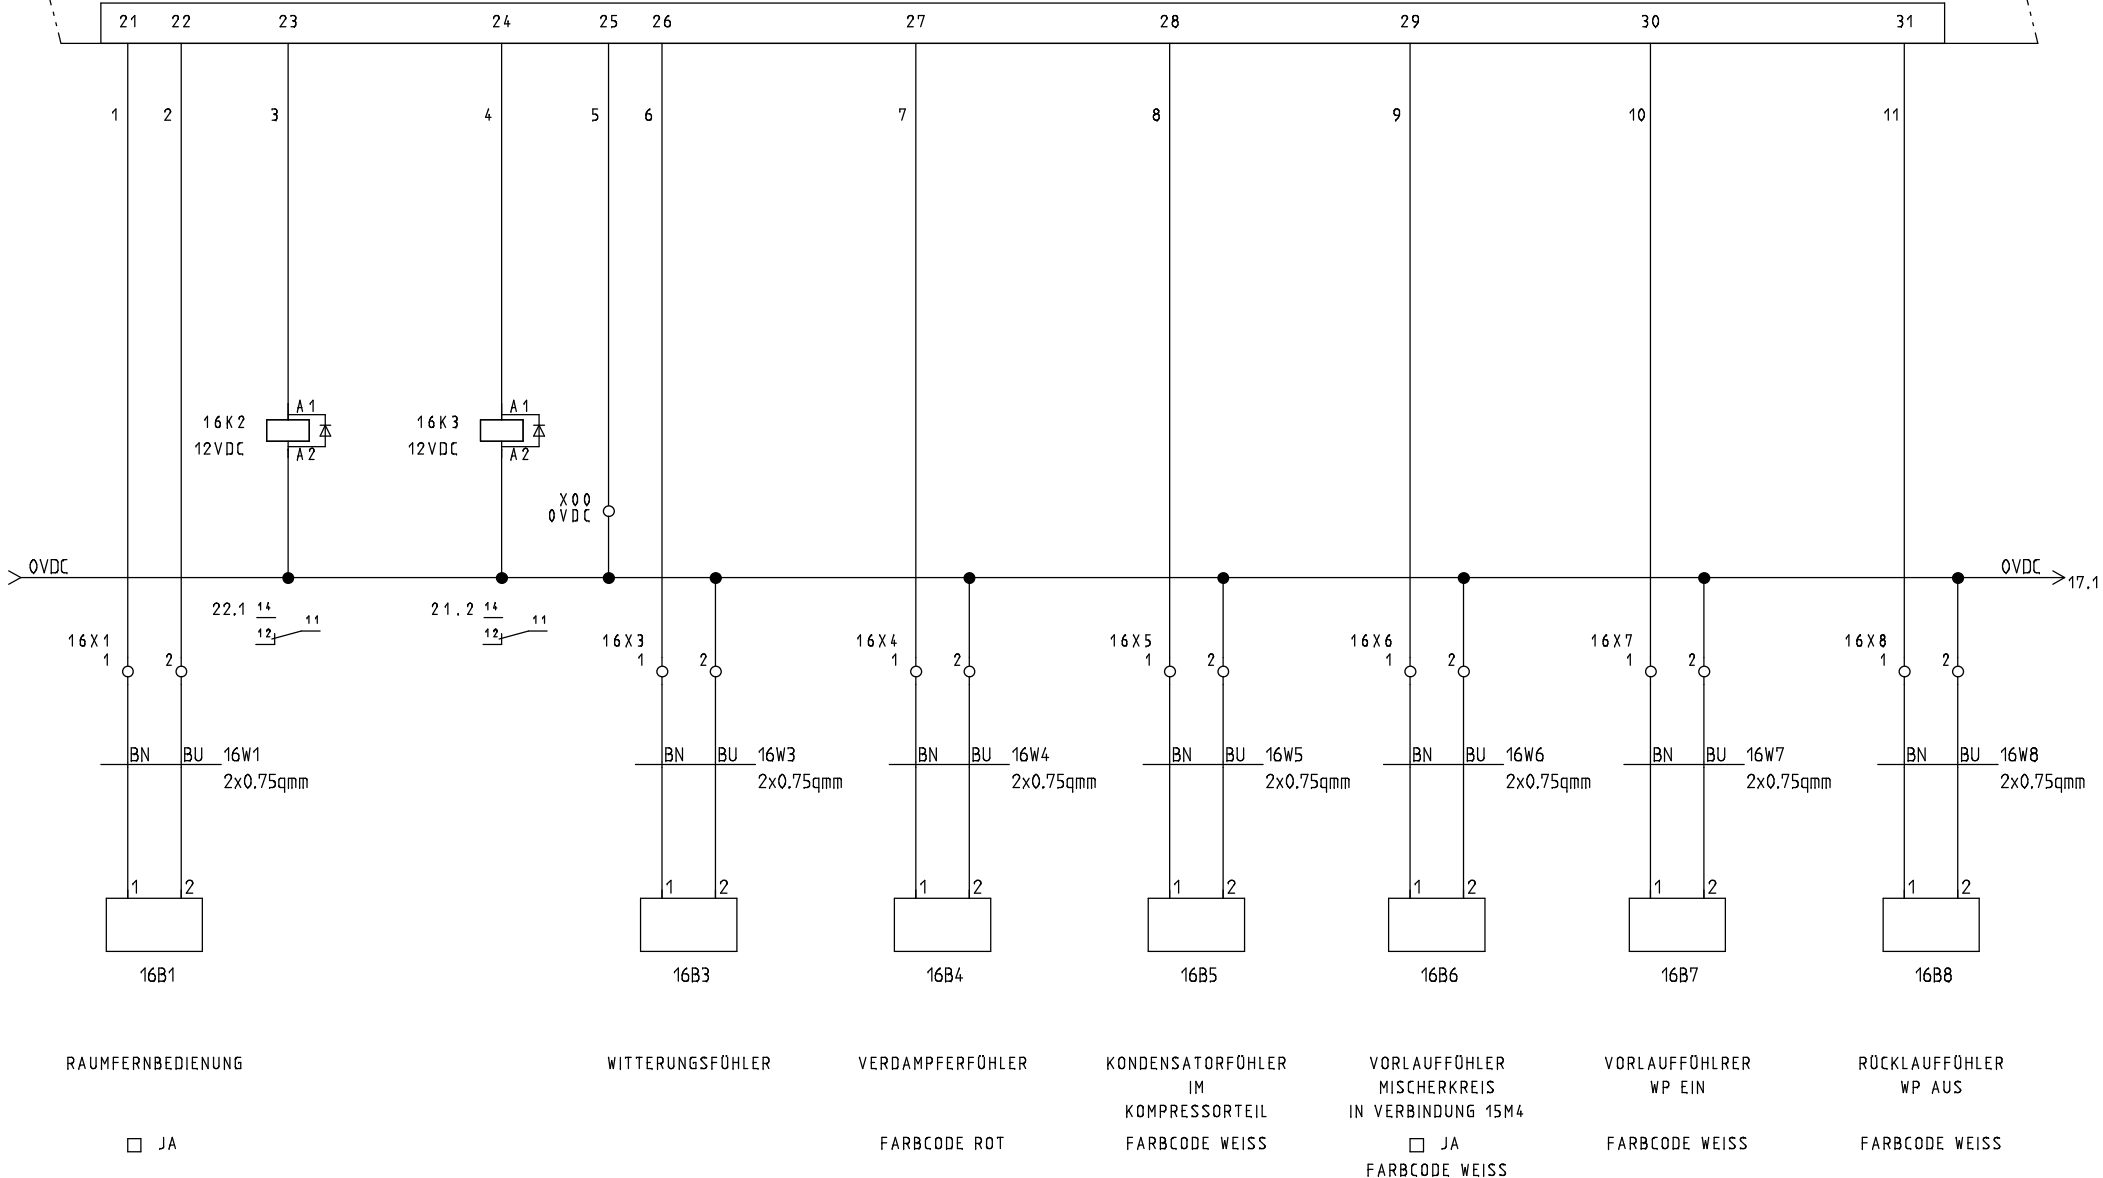 21 22 23 24 25 26 27 28 29 30 31
1 2 3 4 5 6 7 8 9 10 11
A1 A1
16K2 16K3
12VDC 12VDC
A2 A2
X00
0VDC
0VDC 0VDC
17.1
22.1 14 21.2 14
11 11
12 12
16X1 16X3 16X4 16X5 16X6 16X7 16X8
1 2 1 2 1 2 1 2 1 2 1 2 1 2
BN BU 16W1 BN BU 16W3 BN BU 16W4 BN BU 16W5 BN BU 16W6 BN BU 16W7 BN BU 16W8
2x0.75qmm 2x0.75qmm 2x0.75qmm 2x0.75qmm 2x0.75qmm 2x0.75qmm 2x0.75qmm
1 2 1 2 1 2 1 2 1 2 1 2 1 2
16B1 16B3 16B4 16B5 16B6 16B7 16B8
RAUMFERNBEDIENUNG WITTERUNGSFÜHLER VERDAMPFERFÜHLER KONDENSATORFÜHLER VORLAUFFÜHLER VORLAUFFÜHLRER RÜCKLAUFFÜHLER
IM MISCHERKREIS WP EIN WP AUS
KOMPRESSORTEIL IN VERBINDUNG 15M4
JA FARBCODE ROT FARBCODE WEISS JA FARBCODE WEISS FARBCODE WEISS
FARBCODE WEISS